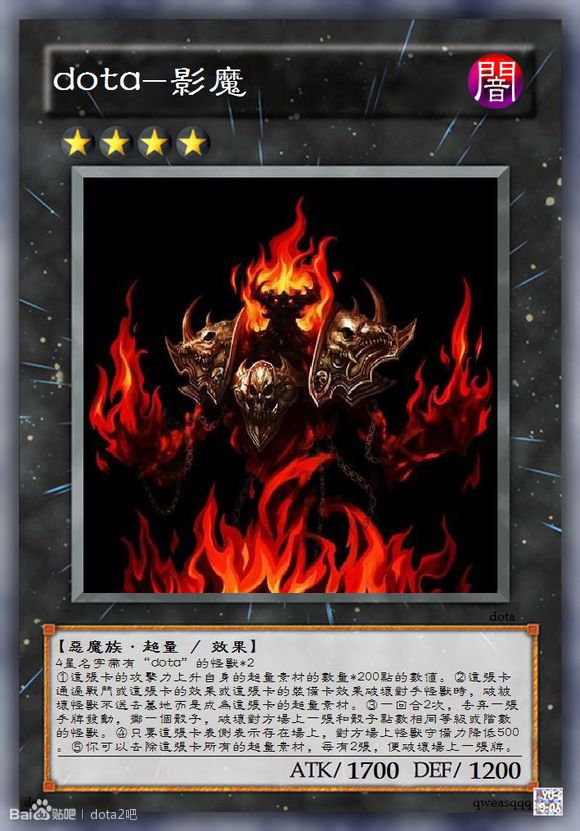 dota-影魔
闇
dota
【惡魔族·超量 / 效果】
4星名字帶有“dota”的怪獸*2
①這張卡的攻擊力上升自身的超量素材的數量*200點的數值。②這張卡
通過戰鬥或這張卡的效果或這張卡的裝備卡效果破壞對手怪獸時，破被
壞怪獸不送去墓地而是成為這張卡的超量素材。③一回合2次，丟弃一張
手牌發動，擲一個骰子，破壞對方場上一張和骰子點數相同等級或階數
的怪獸。④只要這張卡表側表示存在場上，對方場上怪獸守備力降低500
。⑤你可以去除這張卡所有的超量素材，每有2張，便破壞場上一張牌。
ATK/ 1700 DEF/ 1200
qweasqqq
Bai du 贴吧 | dota2吧